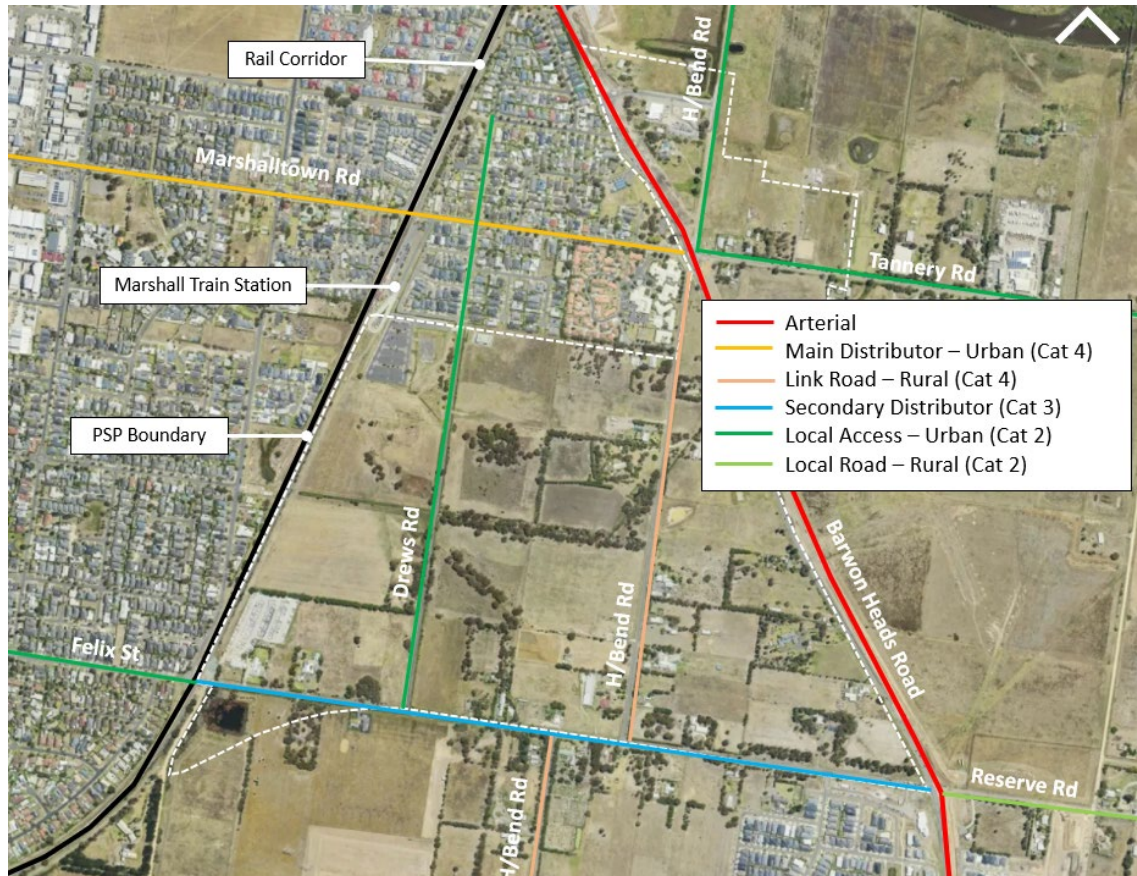 Rail Corridor
H/Bend Rd
Marshalltown Rd
Marshall Train Station
Tannery Rd
Arterial
Main Distributor – Urban (Cat 4)
Link Road – Rural (Cat 4)
Secondary Distributor (Cat 3)
Local Access – Urban (Cat 2)
Local Road – Rural (Cat 2)
PSP Boundary
Drews Rd
H/Bend Rd
Barwon Heads Road
Felix St
Reserve Rd
H/Bend Rd